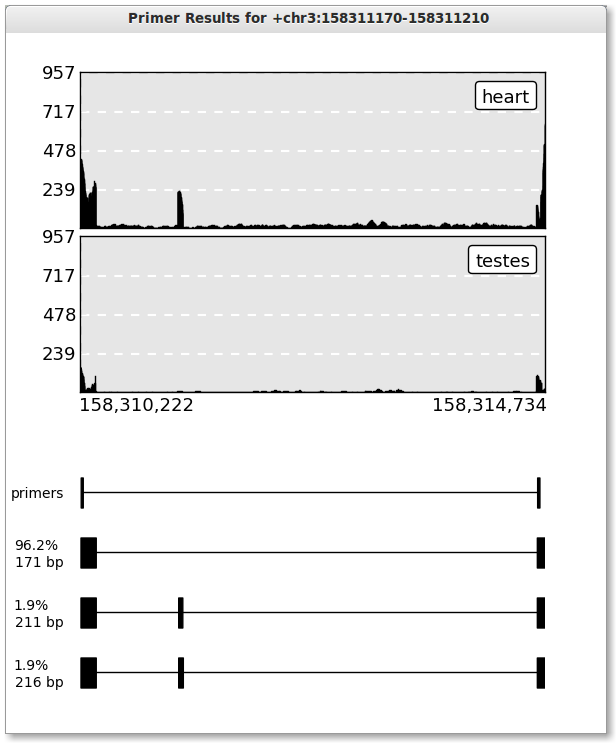 Primer Results for +chr3:158311170-158311210
957
heart
717
478
239
957
testes
717
478
239
158,310,222 158,314,734
primers
96.2%
171 bp
1.9%
211 bp
1.9%
216 bp